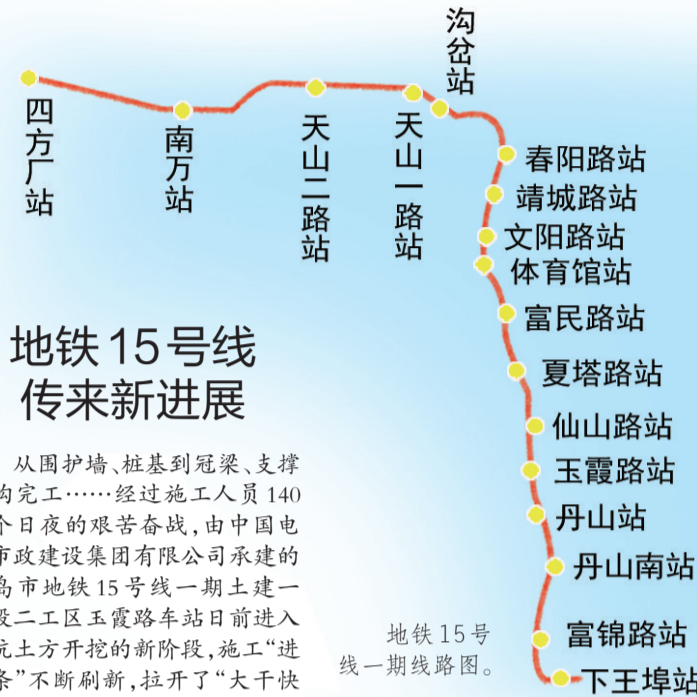 沟岔站
四方厂站
南万站
天山二路站
天山一路站
春阳路站
靖城路站
文阳路站
体育馆站
富民路站
夏塔路站
仙山路站
玉霞路站
丹山站
丹山南站
富锦路站
下王埠站
地铁15号线
传来新进展
从围护墙、桩基到冠梁、支撑
构完工……经过施工人员140
个日夜的艰苦奋战,由中国电
市政建设集团有限公司承建的
岛市地铁15号线一期土建一
段二工区玉霞路车站日前进入
坑土方开挖的新阶段,施工“进
条”不断刷新,拉开了“大干快
地铁15号
线一期线路图。